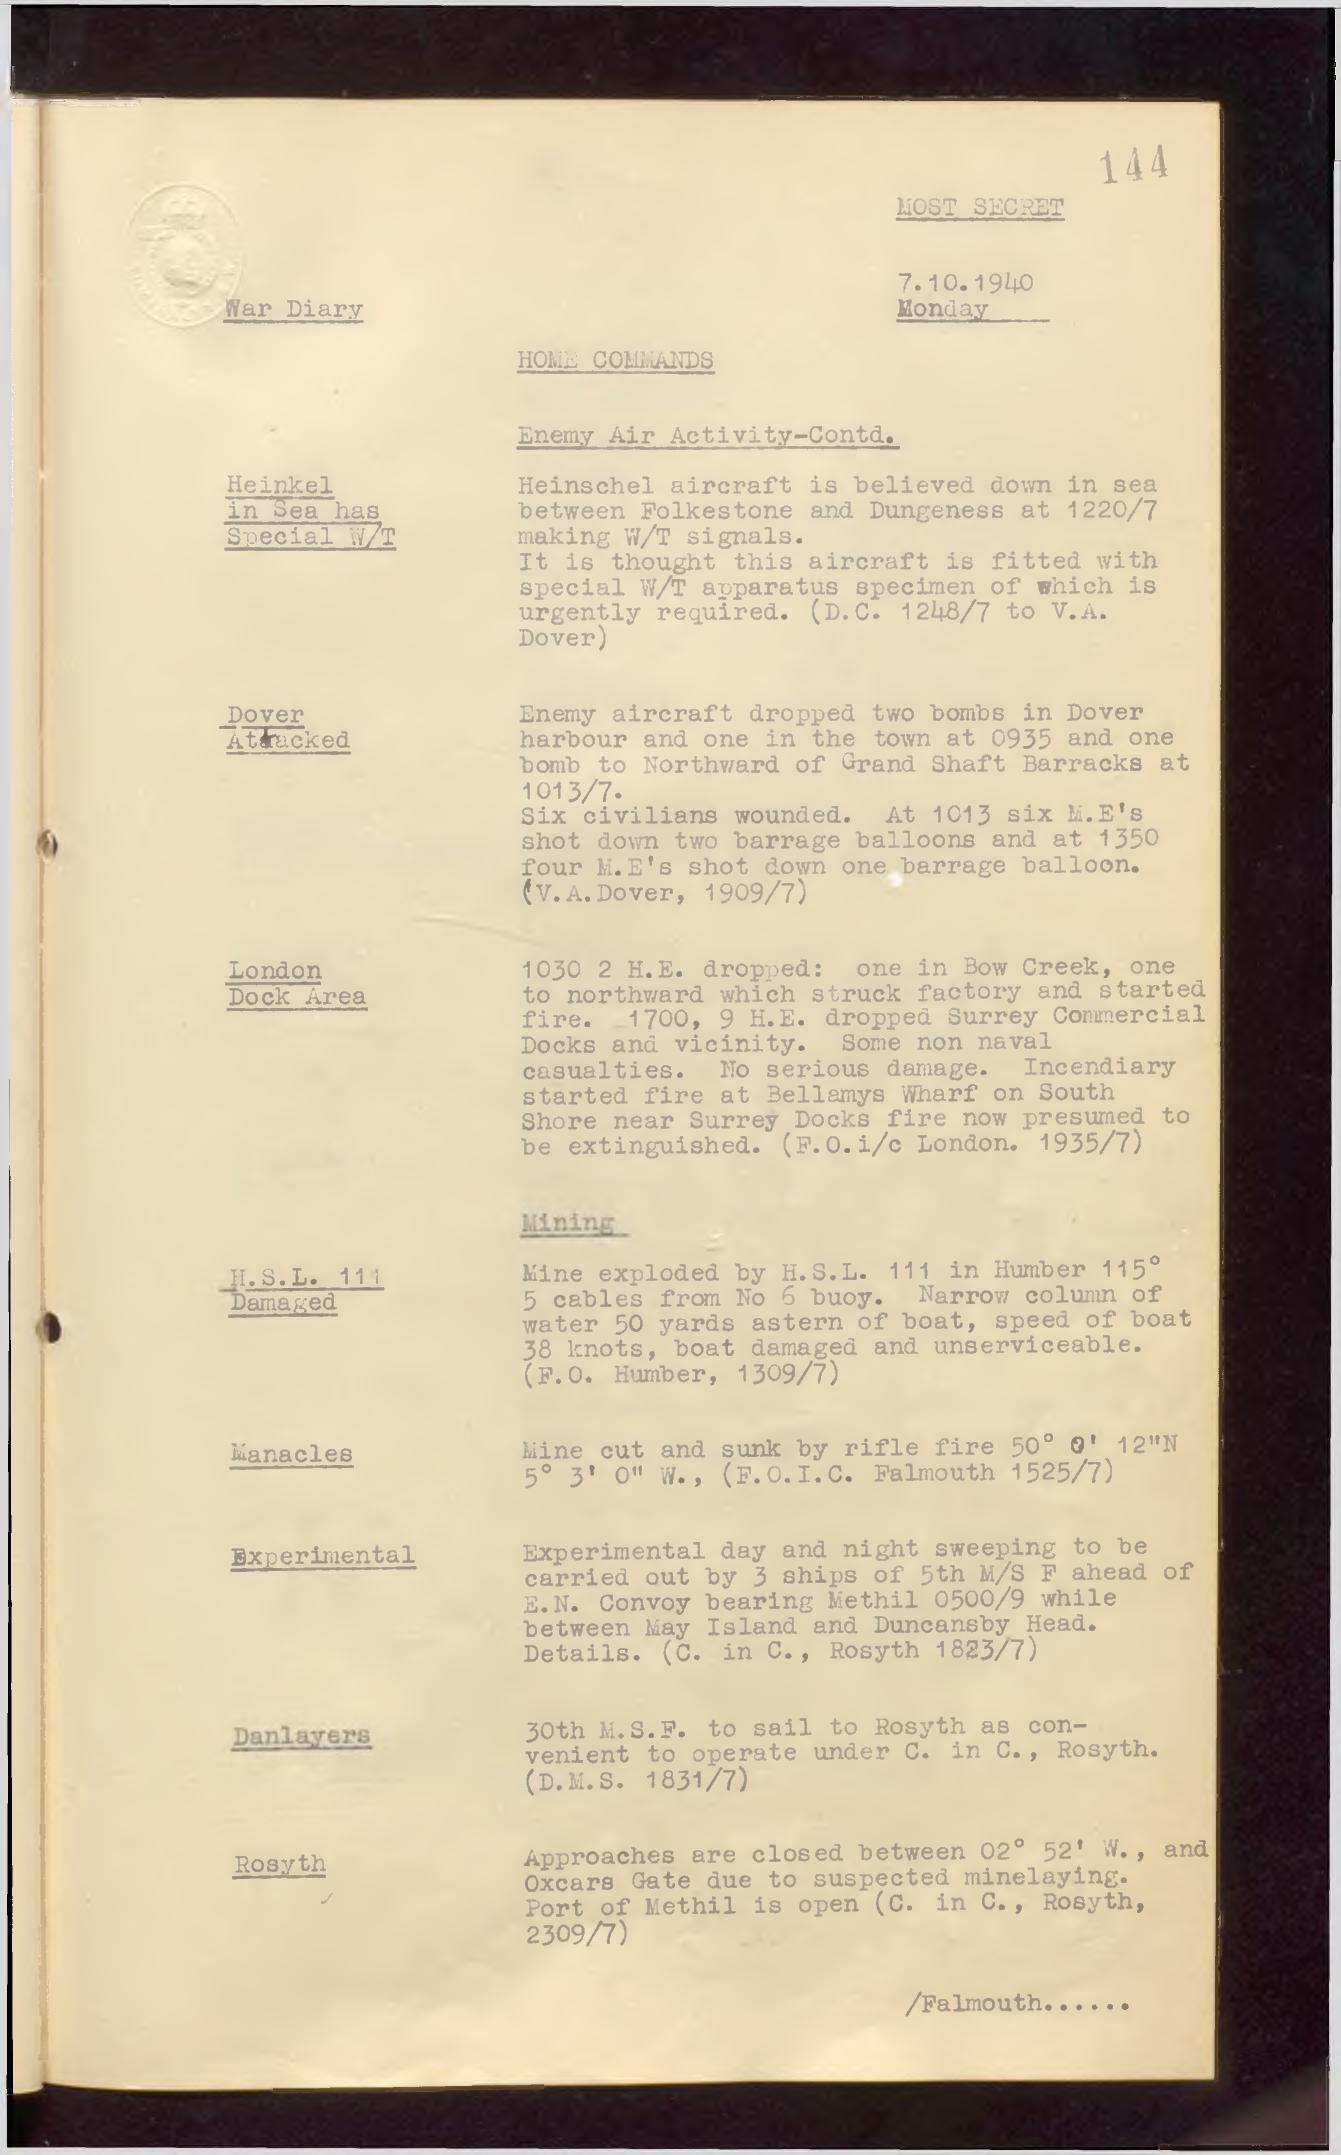 144
MOST SECRET
7.10.1940
War Diary
Monday
HOME COMMANDS
Enemy Air Activity-Contd.
Heinkel
in Sea has
Special W/T
Heinschel aircraft is believed down in sea
between Folkestone and Dungeness at 1220/7
making W/T signals.
It is thought this aircraft is fitted with
special W/T apparatus specimen of which is
urgently required. (D.C. 1248/7 to V.A.
Dover)
Dover
Attacked
Enemy aircraft dropped two bombs in Dover
harbour and one in the town at 0935 and one
bomb to Northward of Grand Shaft Barracks at
1013/7.
Six civilians wounded. At 1013 six M.E's
shot down two barrage balloons and at 1350
four M.E's shot down one barrage balloon.
(V.A.Dover, 1909/7)
London
Dock Area
1030 2 H.E. dropped: one in Bow Creek, one
to northward which struck factory and started
fire. 1700, 9 H.E. dropped Surrey Commercial
Docks and vicinity. Some non naval
casualties. No serious damage. Incendiary
started fire at Bellamys Wharf on South
Shore near Surrey Docks fire now presumed to
be extinguished. (F.O.i/c London. 1935/7)
Mining
H.S.L. 111
Damaged
Mine exploded by H.S.L. 111 in Humber 115°
5 cables from No 6 buoy. Narrow column of
water 50 yards astern of boat, speed of boat
38 knots, boat damaged and unserviceable.
(F.O. Humber, 1309/7)
Manacles
Mine cut and sunk by rifle fire 50° 0' 12"N
5° 3' 0" W., (F.O.I.C. Falmouth 1525/7)
Experimental
Experimental day and night sweeping to be
carried out by 3 ships of 5th M/S F ahead of
E.N. Convoy bearing Methil 0500/9 while
between May Island and Duncansby Head.
Details. (C. in C., Rosyth 1823/7)
Danlayers
30th M.S.F. to sail to Rosyth as con-
venient to operate under C. in C., Rosyth.
(D.M.S. 1831/7)
Rosyth
Approaches are closed between 02° 52' W., and
Oxcars Gate due to suspected minelaying.
Port of Methil is open (C. in C., Rosyth,
2309/7)
/Falmouth......